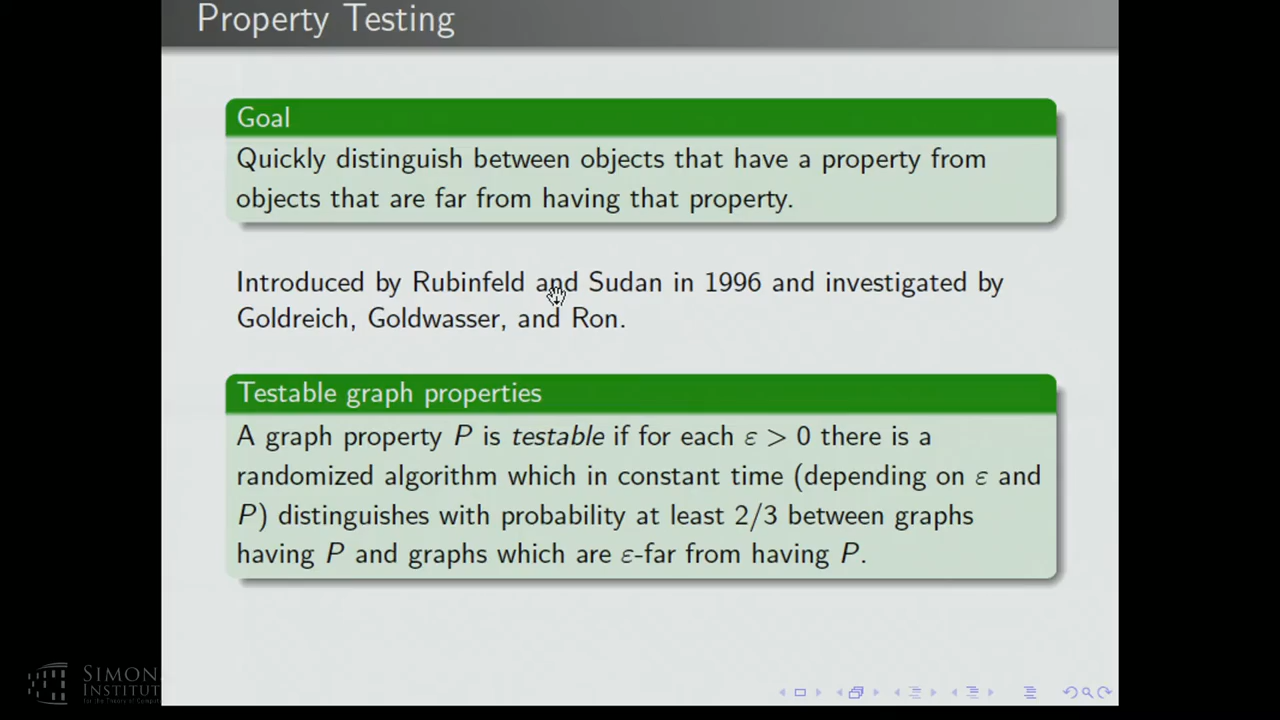 Property Testing
Goal
Quickly distinguish between objects that have a property from
objects that are far from having that property.
Introduced by Rubinfeld and Sudan in 1996 and investigated by
Goldreich, Goldwasser, and Ron.
Testable graph properties
A graph property P is testable if for each ε > 0 there is a
randomized algorithm which in constant time (depending on ε and
P) distinguishes with probability at least 2/3 between graphs
having P and graphs which are ε-far from having P.
SIMON
INSTITU